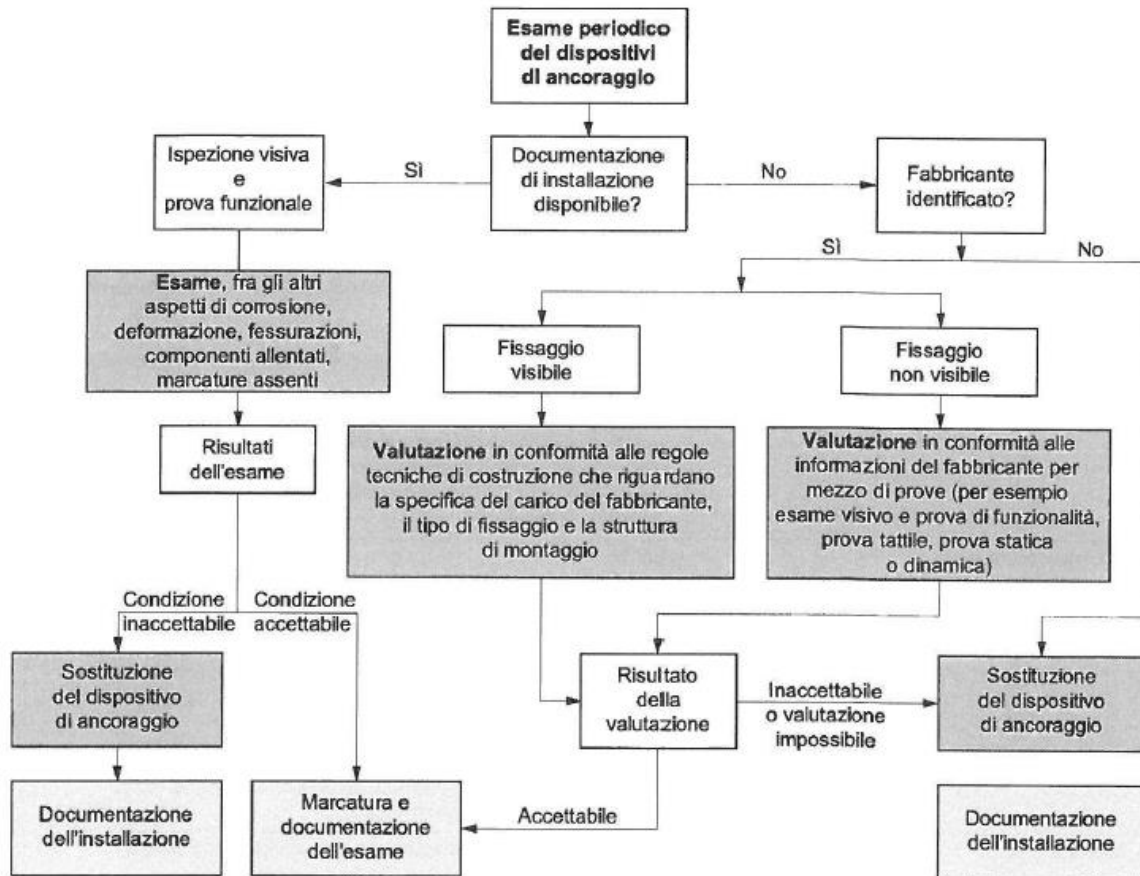 Esame periodico
dei dispositivi
di ancoraggio
Ispezione visiva
e
prova funzionale
Sì
Documentazione
di installazione
disponibile?
No
Fabbricante
identificato?
Sì
No
Esame, fra gli altri
aspetti di corrosione,
deformazione, fessurazioni,
componenti allentati,
marcature assenti
Fissaggio
visibile
Fissaggio
non visibile
Risultati
dell'esame
Valutazione in conformità alle regole
tecniche di costruzione che riguardano
la specifica del carico del fabbricante,
il tipo di fissaggio e la struttura
di montaggio
Valutazione in conformità alle
informazioni del fabbricante per
mezzo di prove (per esempio
esame visivo e prova di funzionalità,
prova tattile, prova statica
o dinamica)
Condizione
inaccettabile
Condizione
accettabile
Sostituzione
del dispositivo
di ancoraggio
Risultato
della
valutazione
Inaccettabile
o valutazione
impossibile
Sostituzione
del dispositivo
di ancoraggio
Documentazione
dell'installazione
Marcatura e
documentazione
dell'esame
Accettabile
Documentazione
dell'installazione